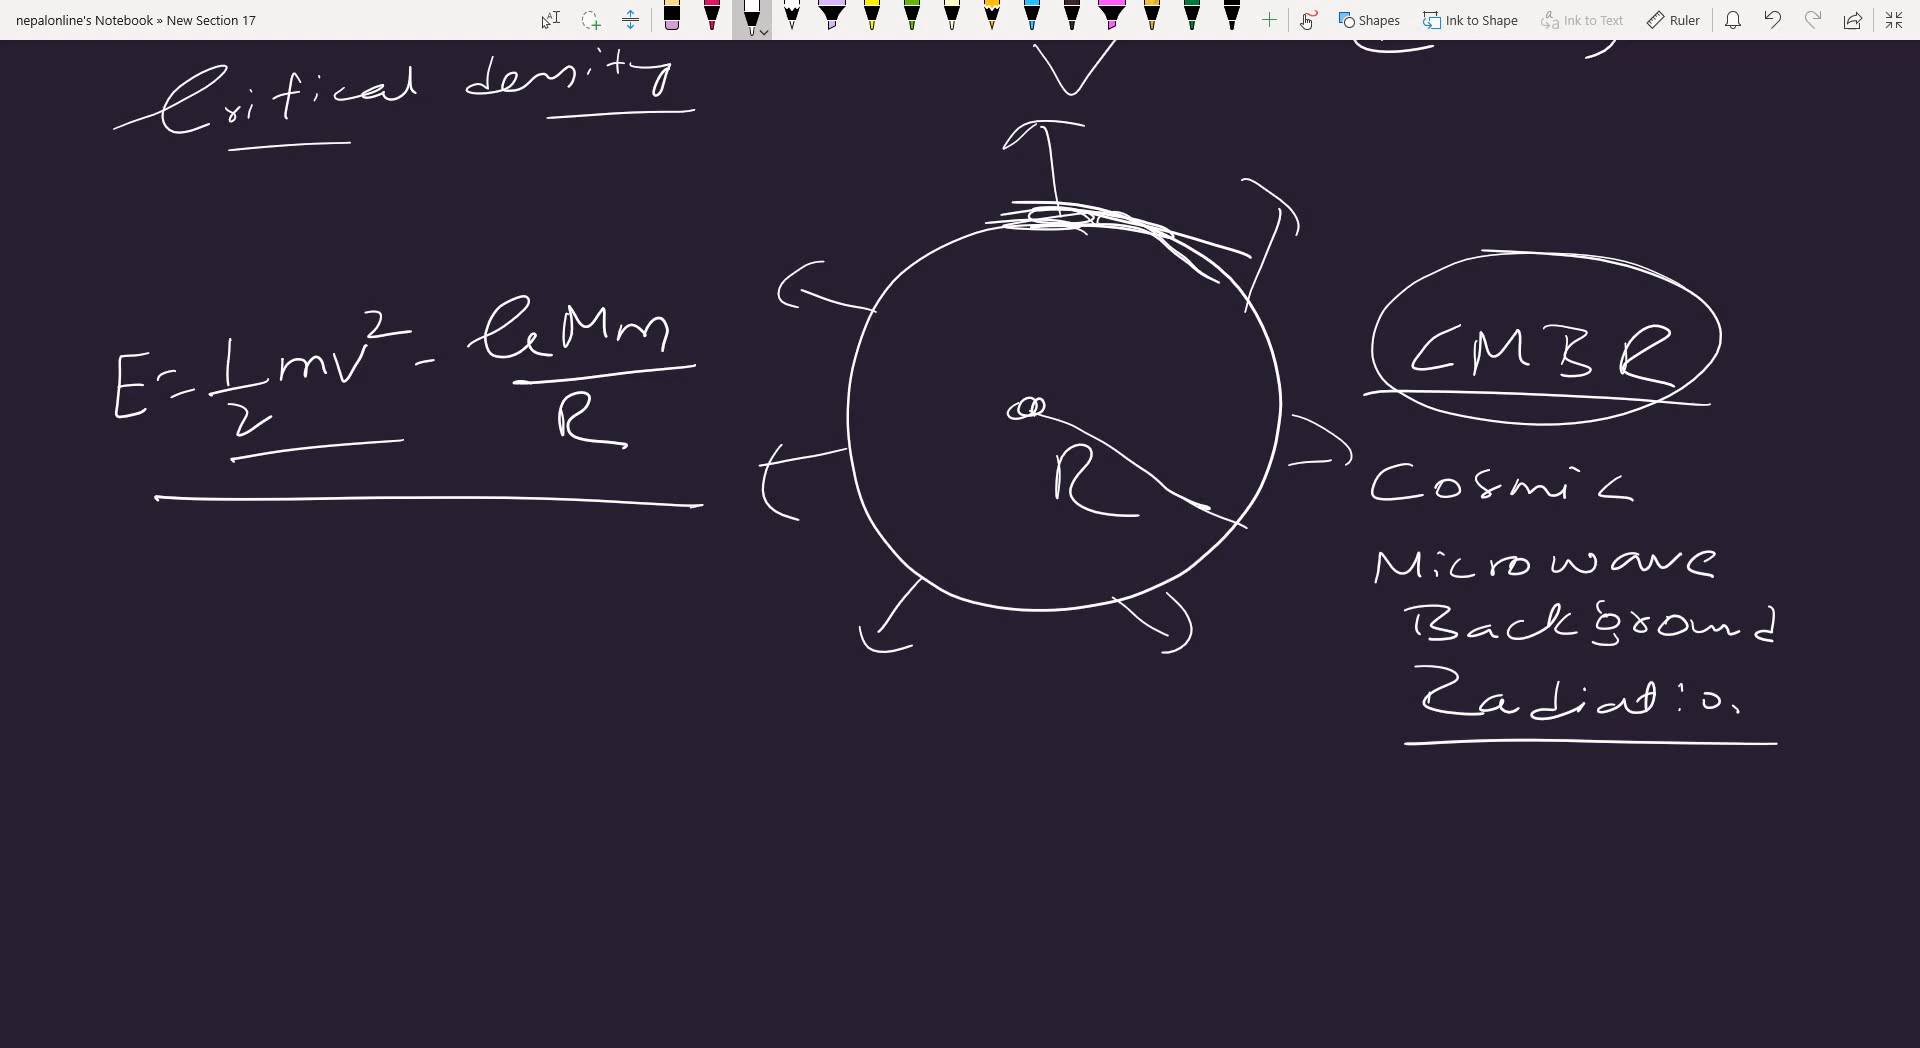 nepalonline's Notebook » New Section 17
Shapes
Ink to Shape
Ink to Text
Ruler
Critical density
E = 1/2 mv² - GMm/R
R
CMBR
Cosmic
Microwave
Background
Radiation